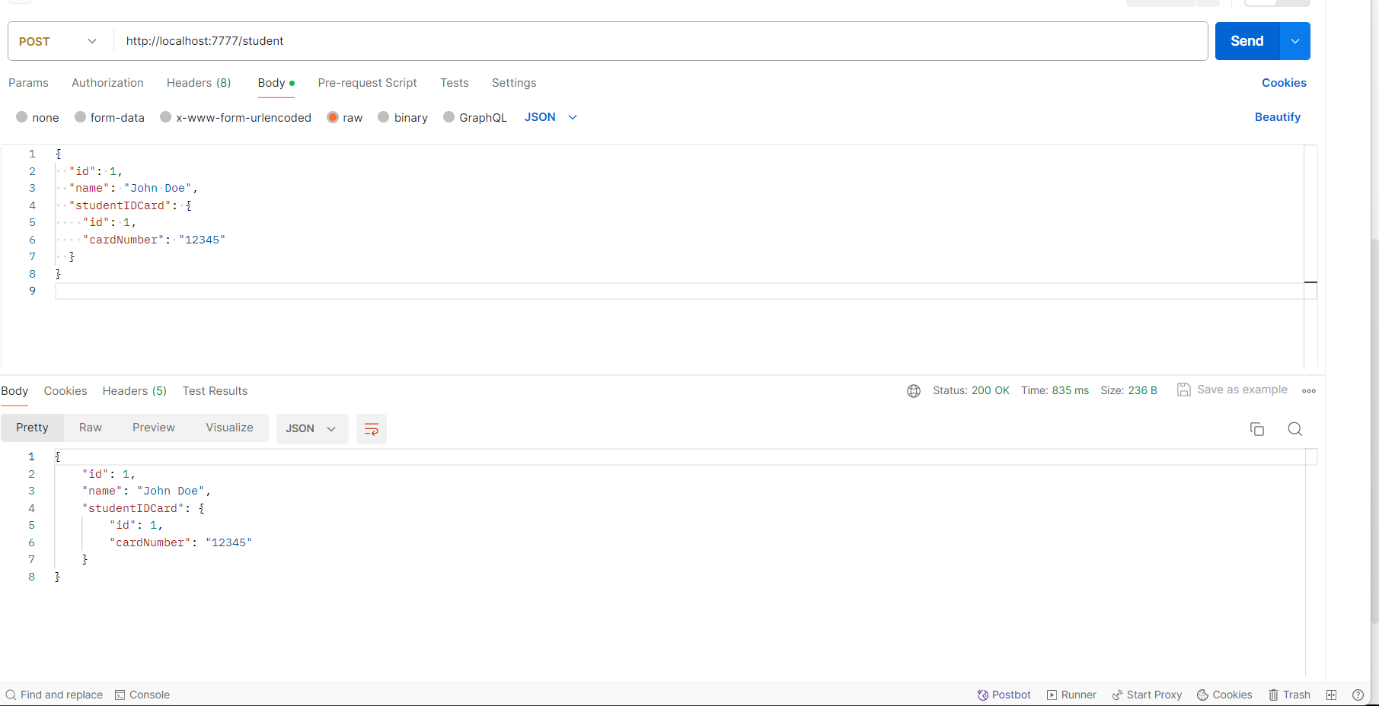 POST http://localhost:7777/student Send
Params Authorization Headers (8) Body Pre-request Script Tests Settings Cookies
none form-data x-www-form-urlencoded raw binary GraphQL JSON Beautify
1 {
2 "id": 1,
3 "name": "John Doe",
4 "studentIDCard": {
5 "id": 1,
6 "cardNumber": "12345"
7 }
8 }
9
Body Cookies Headers (5) Test Results Status: 200 OK Time: 835 ms Size: 236 B Save as example
Pretty Raw Preview Visualize JSON
1 {
2 "id": 1,
3 "name": "John Doe",
4 "studentIDCard": {
5 "id": 1,
6 "cardNumber": "12345"
7 }
8 }
Find and replace Console Postbot Runner Start Proxy Cookies Trash